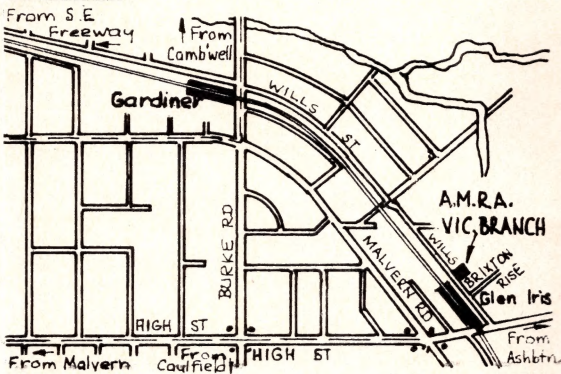 From S.E
Freeway
From
Camb'well
Gardiner
WILLS
ST
A.M.R.A.
VIC. BRANCH
WILLS
BRIXTON
RISE
Glen Iris
BURKE RD
MALVERN RD
HIGH ST
From Malvern
From
Caulfield
HIGH ST
From
Ashbtn.